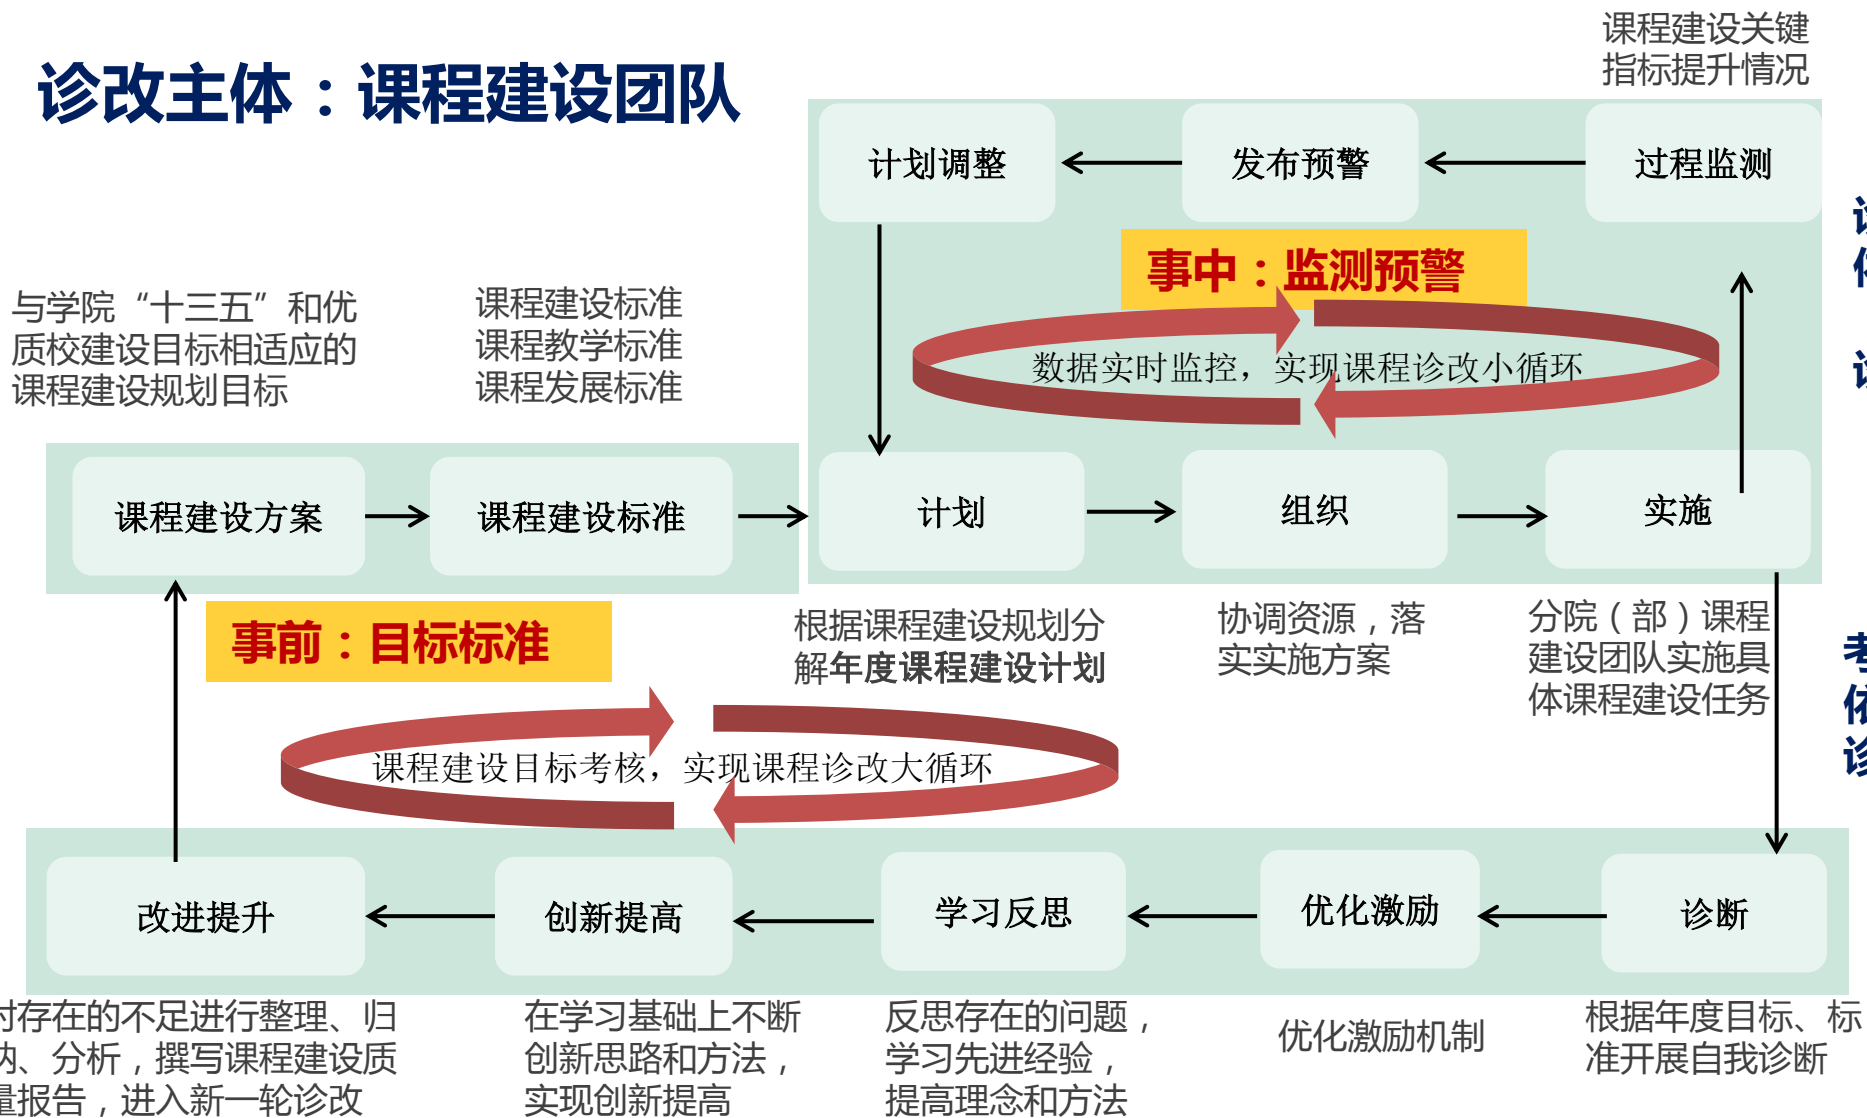 课程建设关键
指标提升情况
诊改主体：课程建设团队
计划调整
发布预警
过程监测
事中：监测预警
与学院“十三五”和优
质校建设目标相适应的
课程建设规划目标
课程建设标准
课程教学标准
课程发展标准
数据实时监控，实现课程诊改小循环
课程建设方案
课程建设标准
计划
组织
实施
事前：目标标准
根据课程建设规划分
解年度课程建设计划
协调资源，落
实实施方案
分院（部）课程
建设团队实施具
体课程建设任务
课程建设目标考核，实现课程诊改大循环
改进提升
创新提高
学习反思
优化激励
诊断
对存在的不足进行整理、归
纳、分析，撰写课程建设质
量报告，进入新一轮诊改
在学习基础上不断
创新思路和方法，
实现创新提高
反思存在的问题，
学习先进经验，
提高理念和方法
优化激励机制
根据年度目标、标
准开展自我诊断